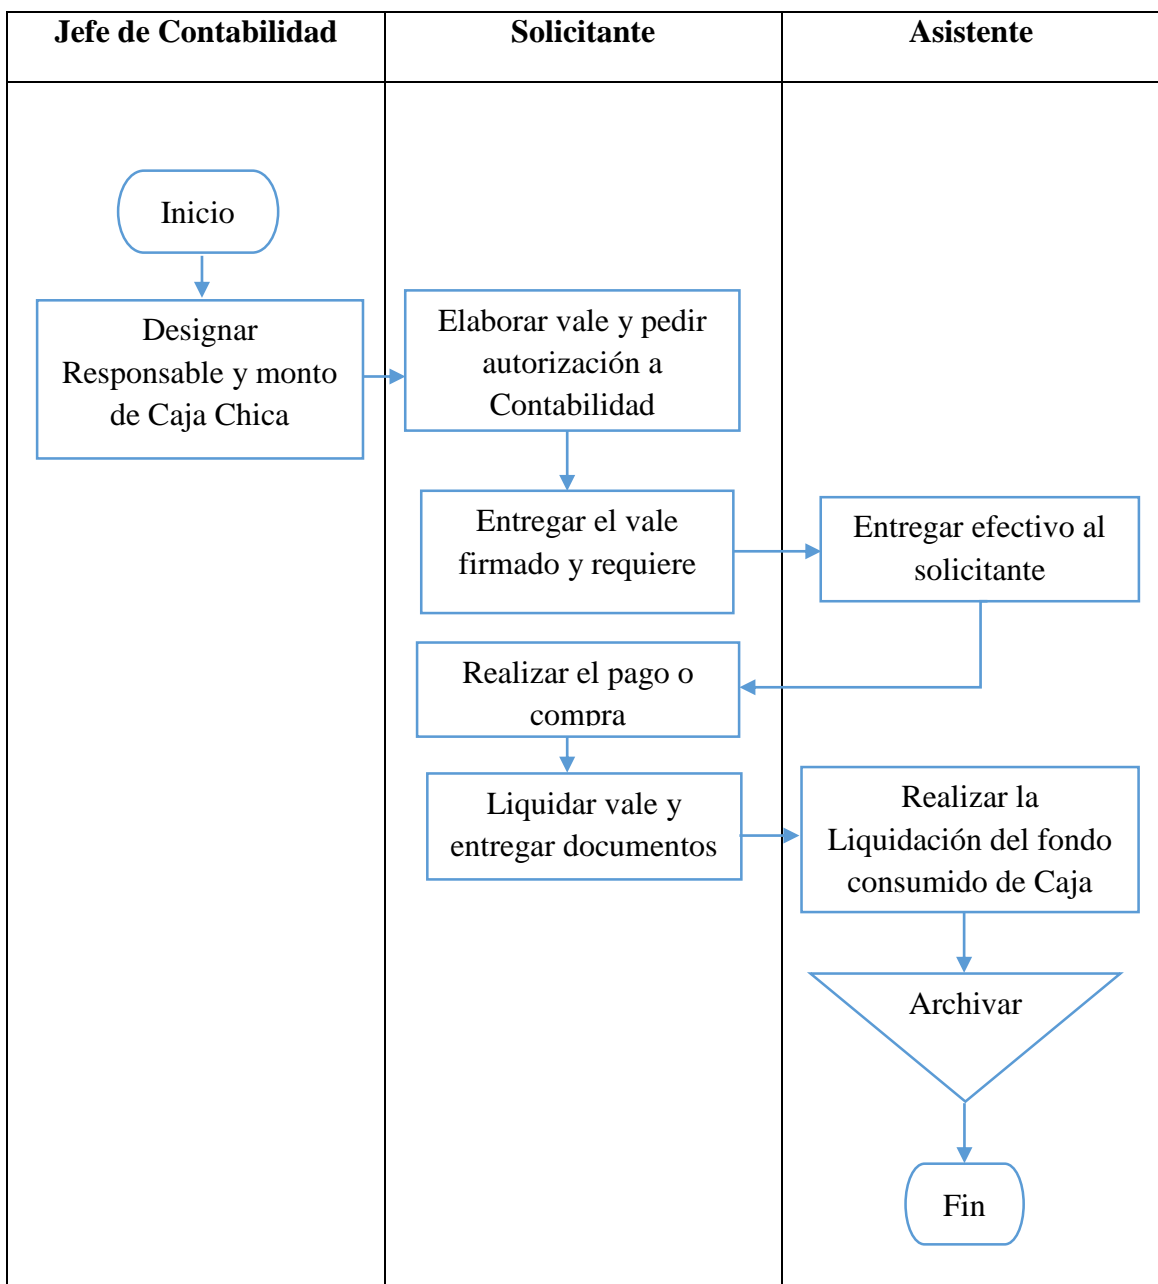 Jefe de Contabilidad
Solicitante
Asistente
Inicio
Designar
Responsable y monto
de Caja Chica
Elaborar vale y pedir
autorización a
Contabilidad
Entregar el vale
firmado y requiere
Entregar efectivo al
solicitante
Realizar el pago o
compra
Liquidar vale y
entregar documentos
Realizar la
Liquidación del fondo
consumido de Caja
Archivar
Fin